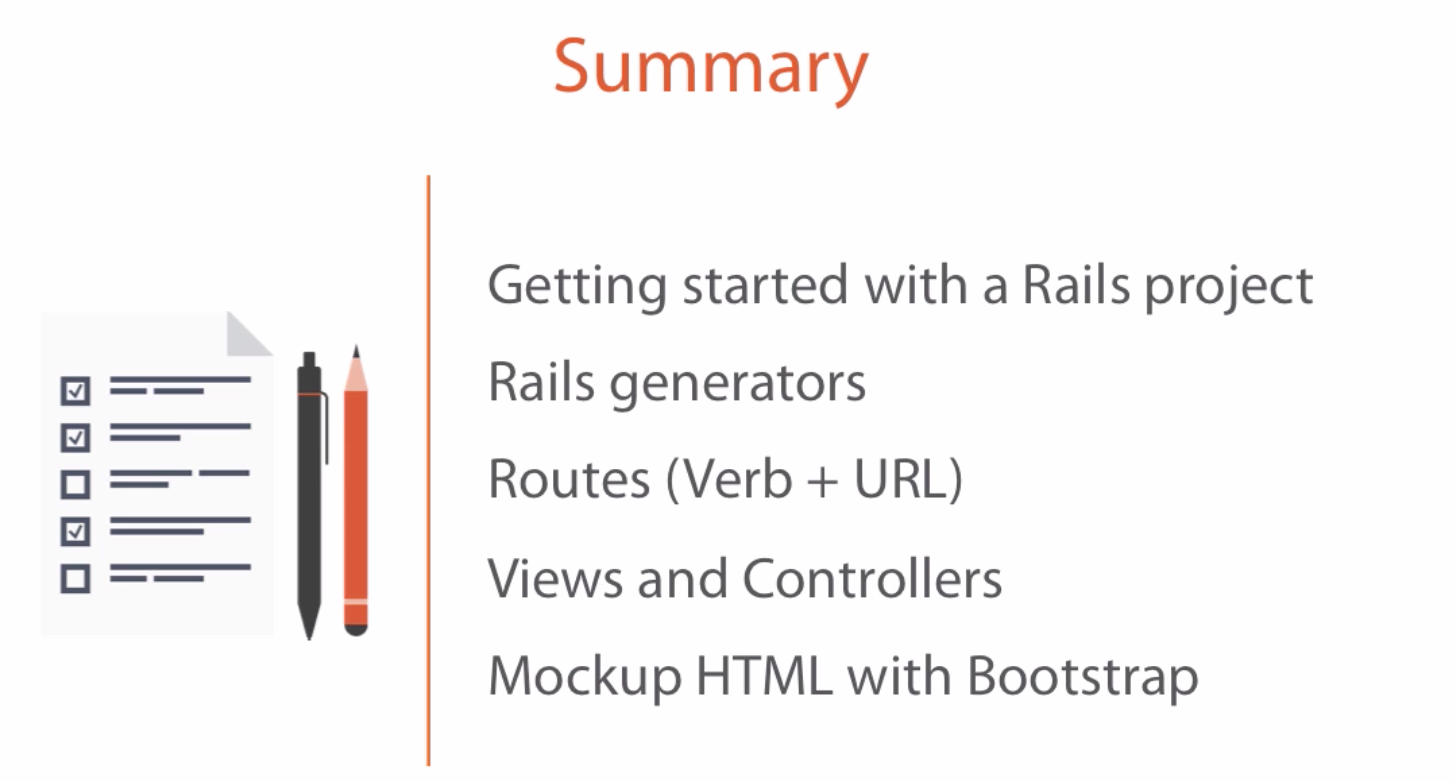 Summary
Getting started with a Rails project
Rails generators
Routes (Verb + URL)
Views and Controllers
Mockup HTML with Bootstrap